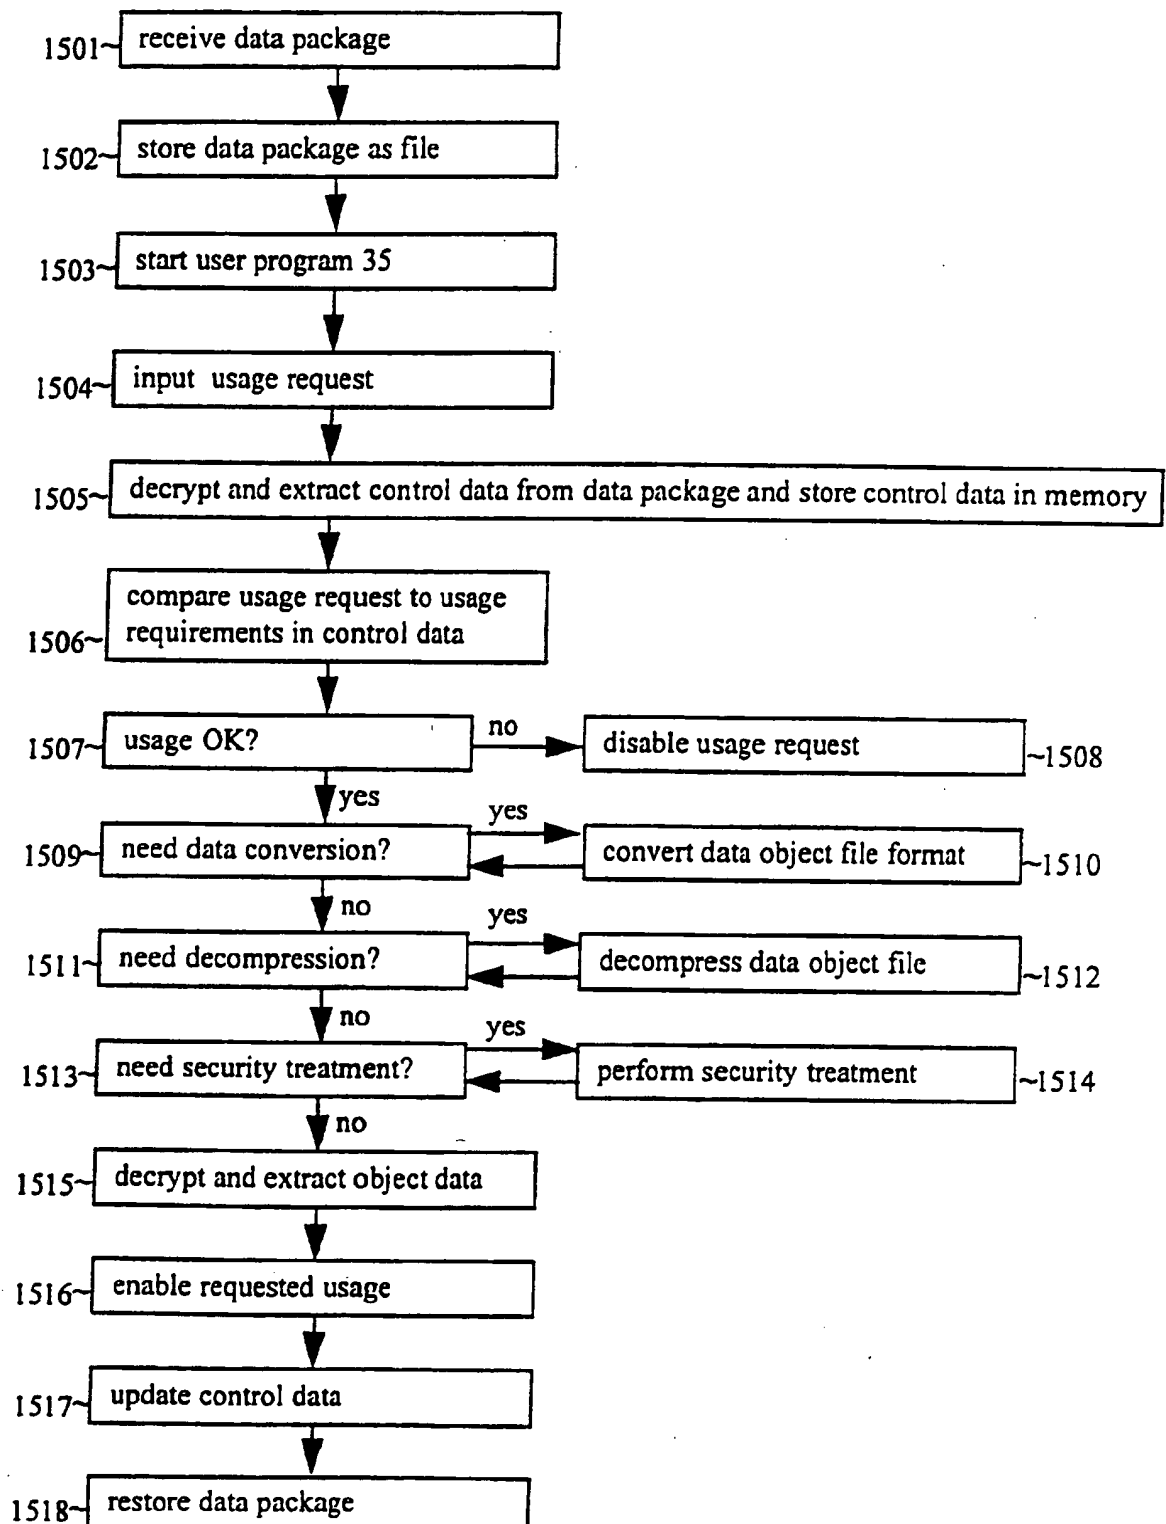 1501~ receive data package
1502~ store data package as file
1503~ start user program 35
1504~ input usage request
1505~ decrypt and extract control data from data package and store control data in memory
compare usage request to usage
1506~ requirements in control data
1507~ usage OK? no disable usage request ~1508
yes
1509~ need data conversion? yes convert data object file format ~1510
no
1511~ need decompression? yes decompress data object file ~1512
no
1513~ need security treatment? yes perform security treatment ~1514
no
1515~ decrypt and extract object data
1516~ enable requested usage
1517~ update control data
1518~ restore data package